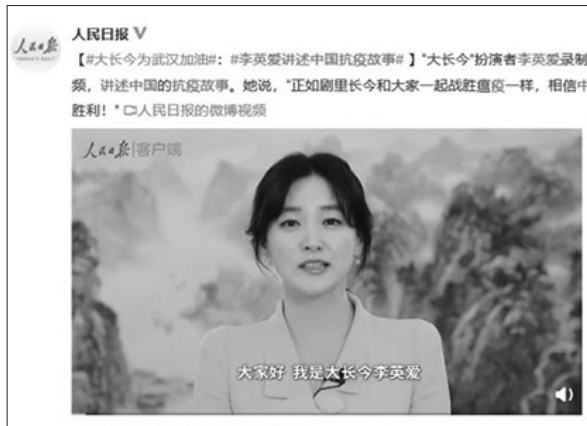 人民日报
人民日报 V
【#大长今为武汉加油#：#李英爱讲述中国抗疫故事#】"大长今"扮演者李英爱录制
频，讲述中国的抗疫故事。她说，"正如剧里长今和大家一起战胜瘟疫一样，相信中
胜利！" 人民日报的微博视频
人民日报 | 客户端
大家好 我是大长今李英爱